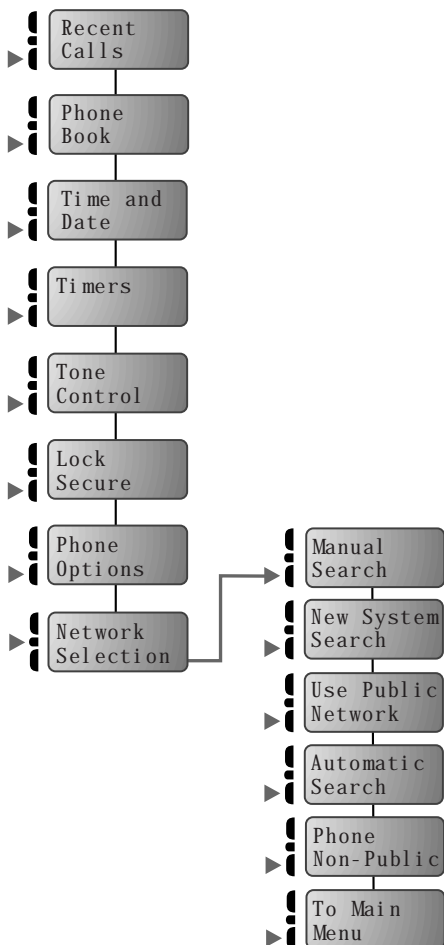 Recent
Calls
Phone
Book
Time and
Date
Timers
Tone
Control
Lock
Secure
Phone
Options
Network
Selection
Manual
Search
New System
Search
Use Public
Network
Automatic
Search
Phone
Non-Public
To Main
Menu